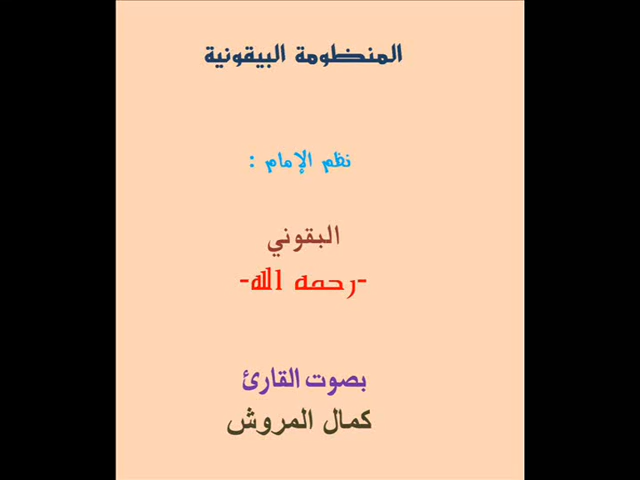 المنظومة البيقونية
نظم الإمام :
البقوني
-رحمه الله-
بصوت القارئ
كمال المروش